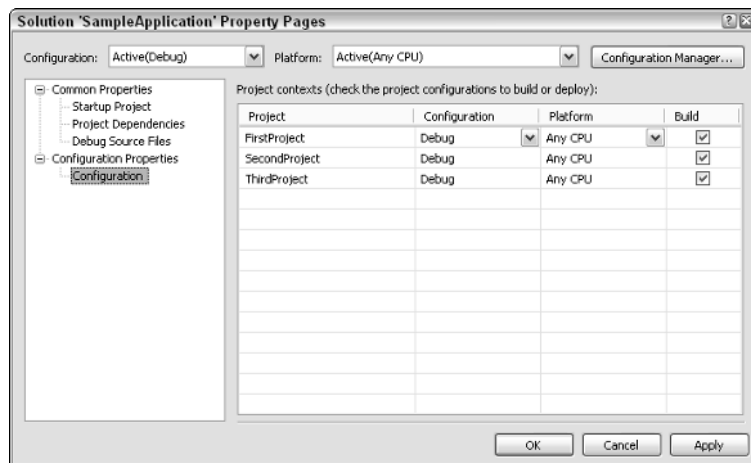 Solution 'SampleApplication' Property Pages
Configuration: Active(Debug) Platform: Active(Any CPU) Configuration Manager...
Common Properties
Startup Project
Project Dependencies
Debug Source Files
Configuration Properties
Configuration
Project contexts (check the project configurations to build or deploy):
Project Configuration Platform Build
FirstProject Debug Any CPU
SecondProject Debug Any CPU
ThirdProject Debug Any CPU
OK Cancel Apply